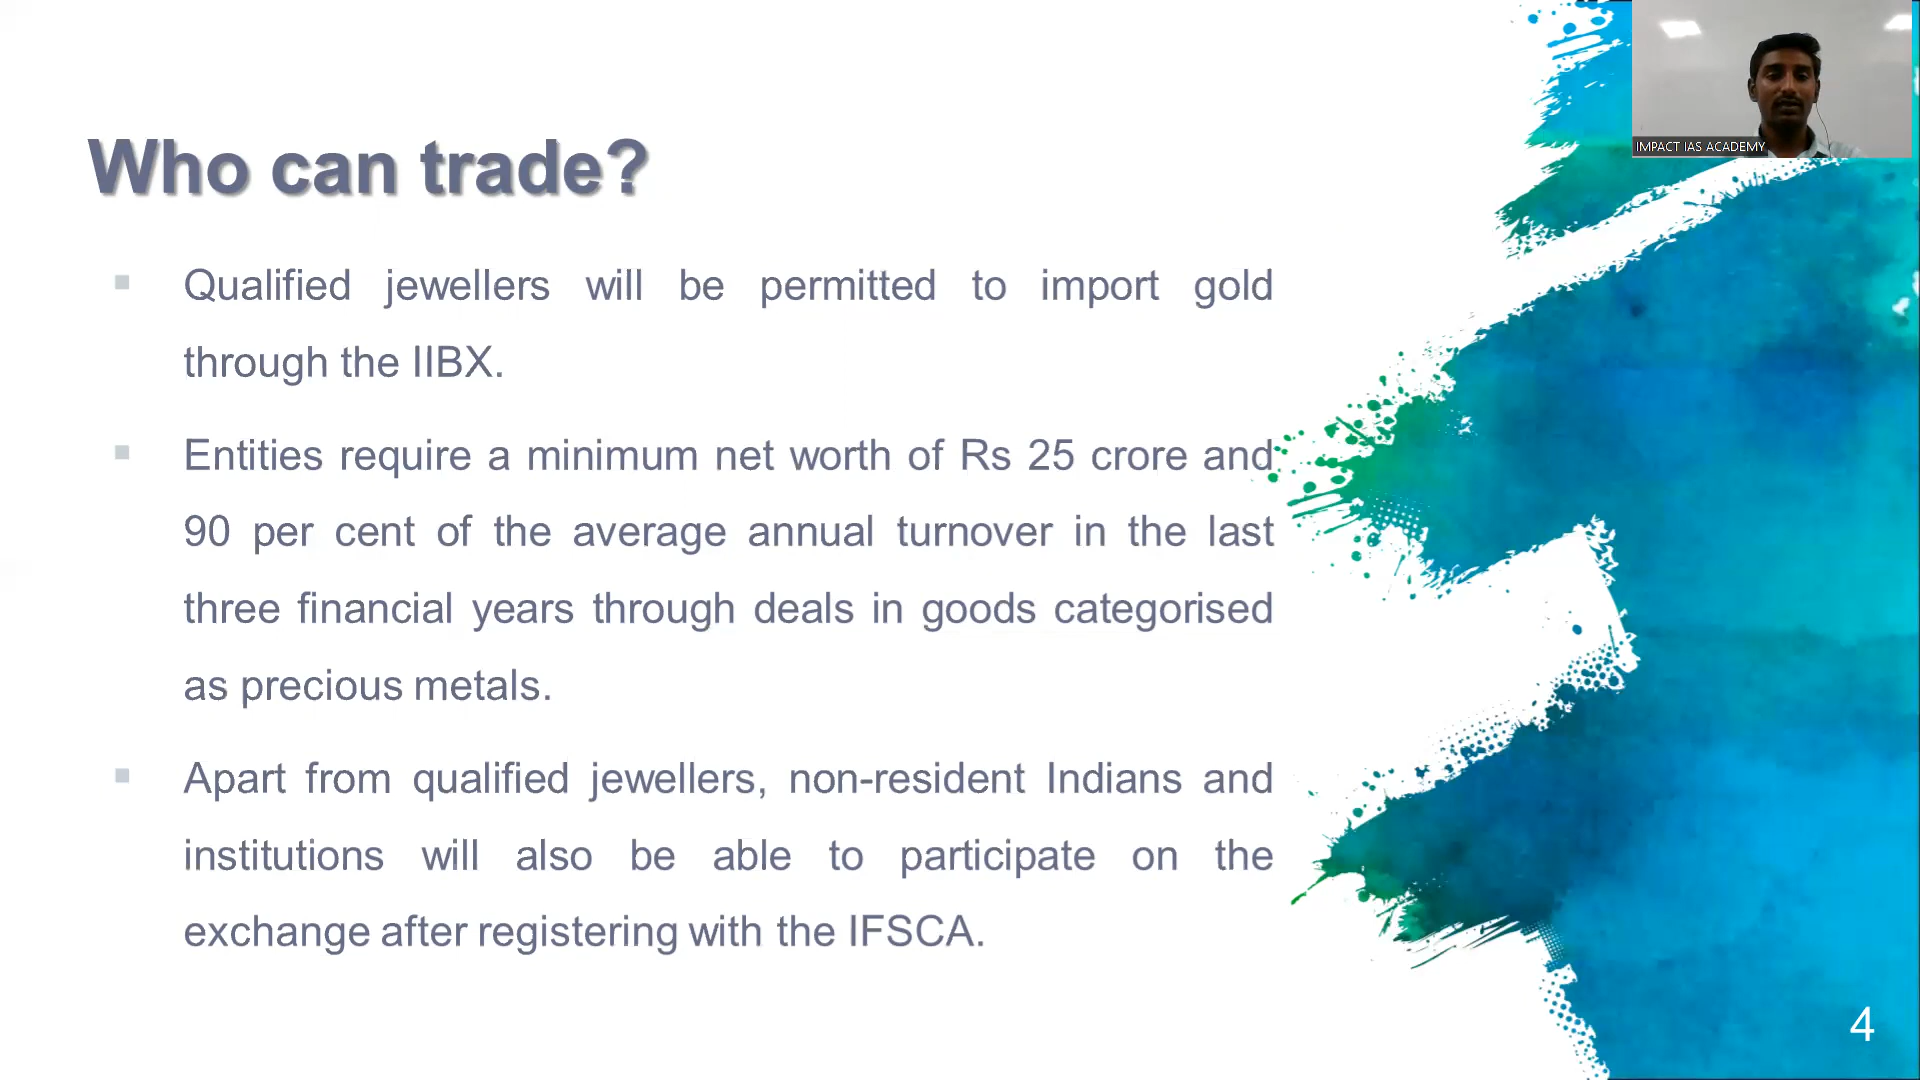 IMPACT IAS ACADEMY
Who can trade?
Qualified jewellers will be permitted to import gold
through the IIBX.
Entities require a minimum net worth of Rs 25 crore and
90 per cent of the average annual turnover in the last
three financial years through deals in goods categorised
as precious metals.
Apart from qualified jewellers, non-resident Indians and
institutions will also be able to participate on the
exchange after registering with the IFSCA.
4